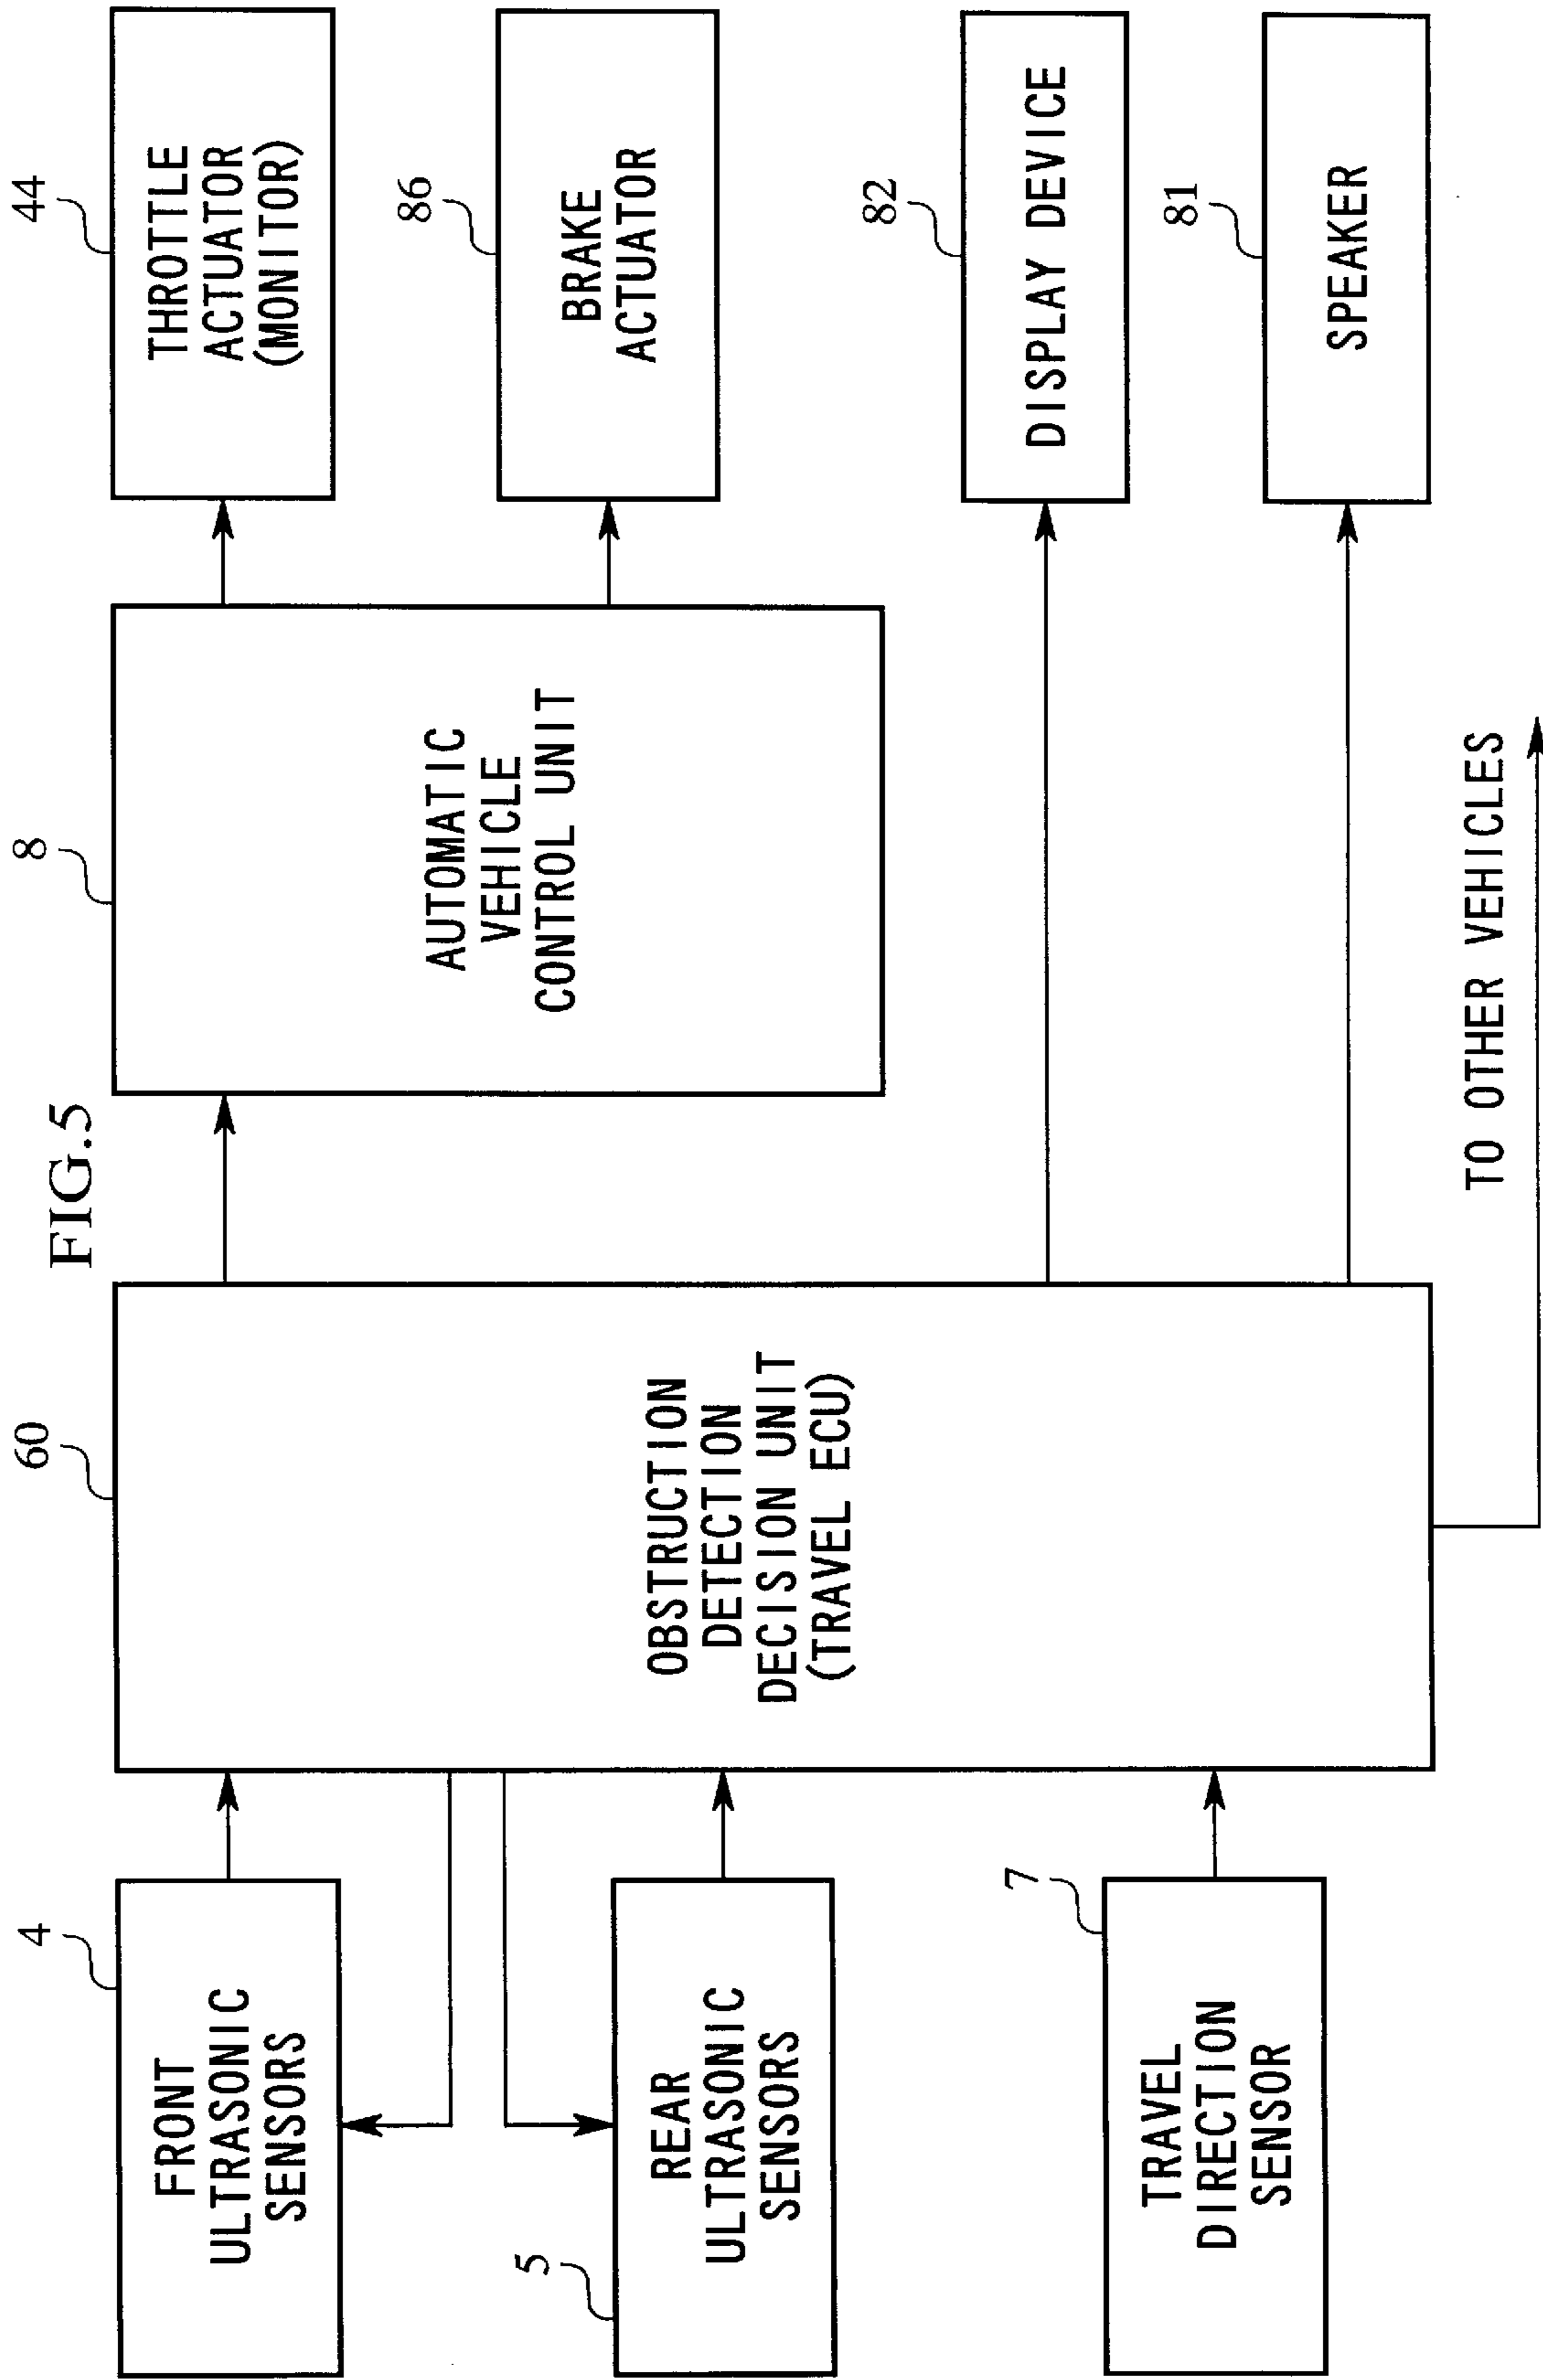 FIG.5
4
FRONT
ULTRASONIC
SENSORS
5
REAR
ULTRASONIC
SENSORS
7
TRAVEL
DIRECTION
SENSOR
60
OBSTRUCTION
DETECTION
DECISION UNIT
(TRAVEL ECU)
8
AUTOMATIC
VEHICLE
CONTROL UNIT
44
THROTTLE
ACTUATOR
(MONITOR)
86
BRAKE
ACTUATOR
82
DISPLAY DEVICE
81
SPEAKER
TO OTHER VEHICLES